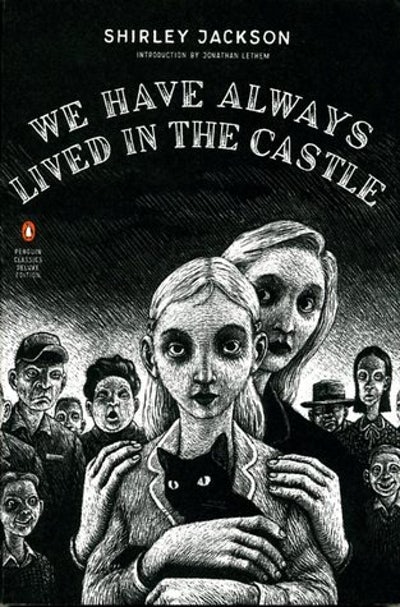 SHIRLEY JACKSON
INTRODUCTION BY JONATHAN LETHEM
WE HAVE ALWAYS
LIVED IN THE CASTLE
PENGUIN
CLASSICS
DELUXE
EDITION